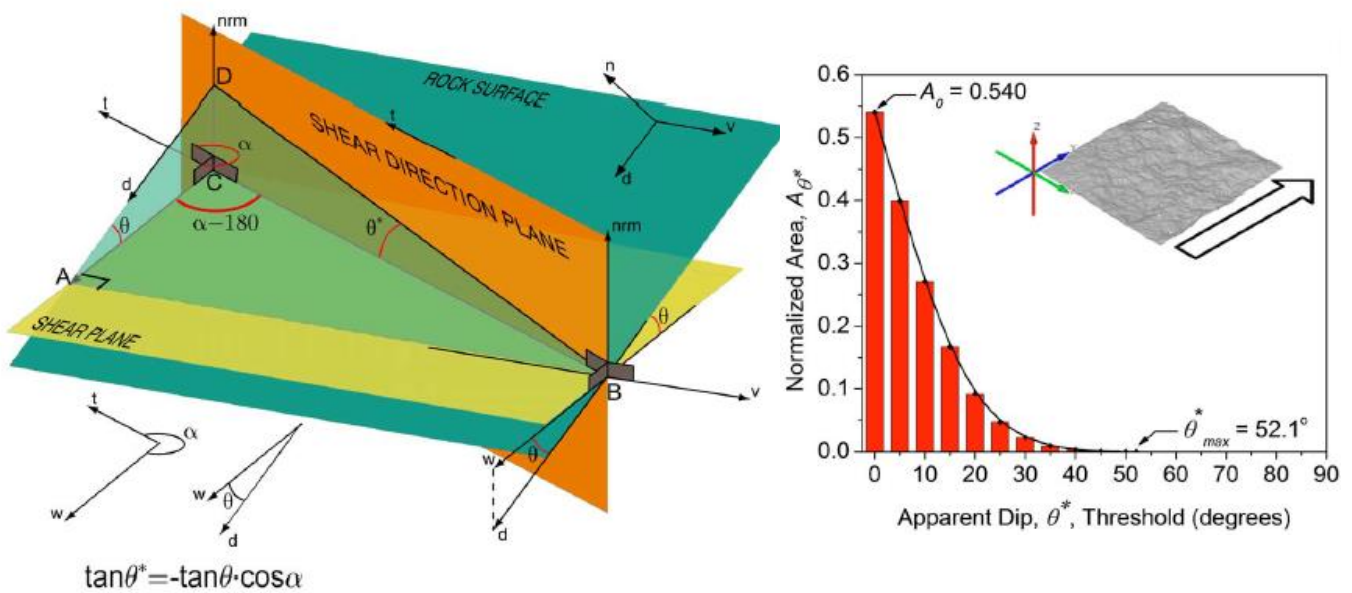 nrm
D
n
ROCK SURFACE
t
v
SHEAR DIRECTION PLANE
t
α
d
C
d
nrm
θ
α−180
θ*
A
θ
SHEAR PLANE
B
v
t
α
w
θ
w
θ
w
d
d
tanθ*=-tanθ·cosα
0.6
A₀ = 0.540
z
Y
0.5
0.4
0.3
0.2
0.1
0.0
Normalized Area, Aθ*
θ*max = 52.1°
0 10 20 30 40 50 60 70 80 90
Apparent Dip, θ*, Threshold (degrees)